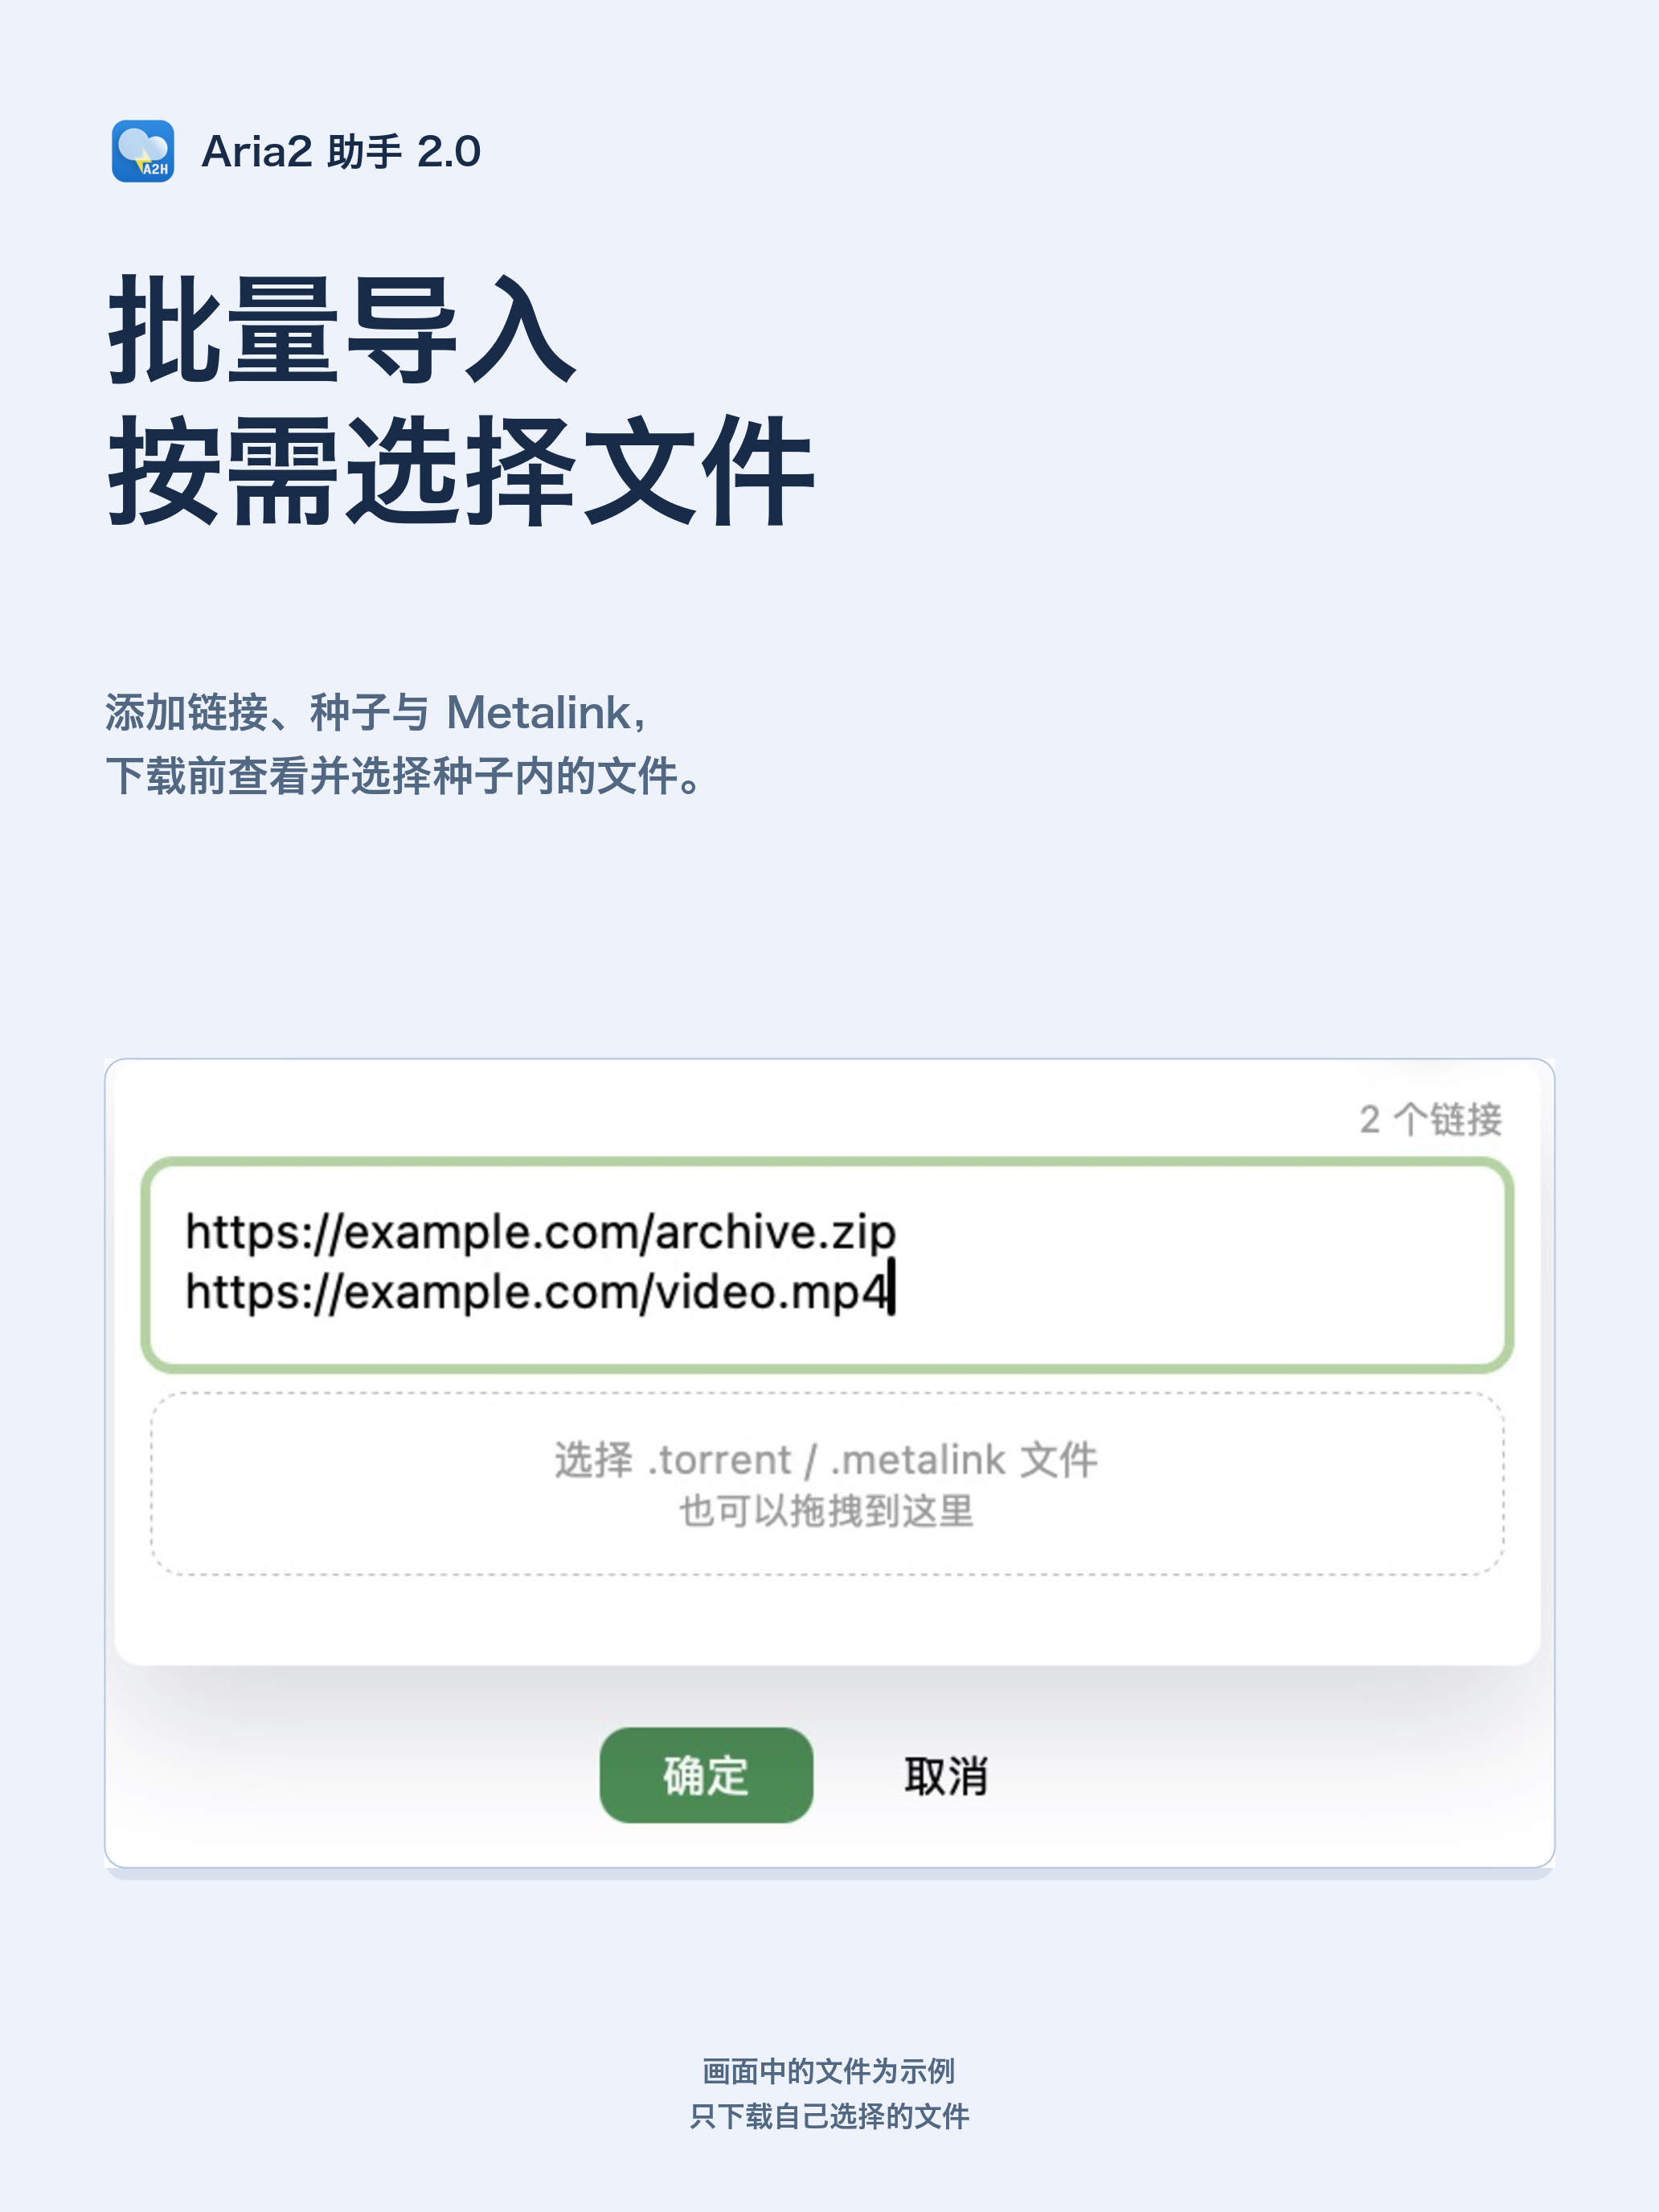 A2H
Aria2 助手 2.0
批量导入
按需选择文件
添加链接、种子与 Metalink，
下载前查看并选择种子内的文件。
2 个链接
https://example.com/archive.zip
https://example.com/video.mp4
选择 .torrent / .metalink 文件
也可以拖拽到这里
确定 取消
画面中的文件为示例
只下载自己选择的文件